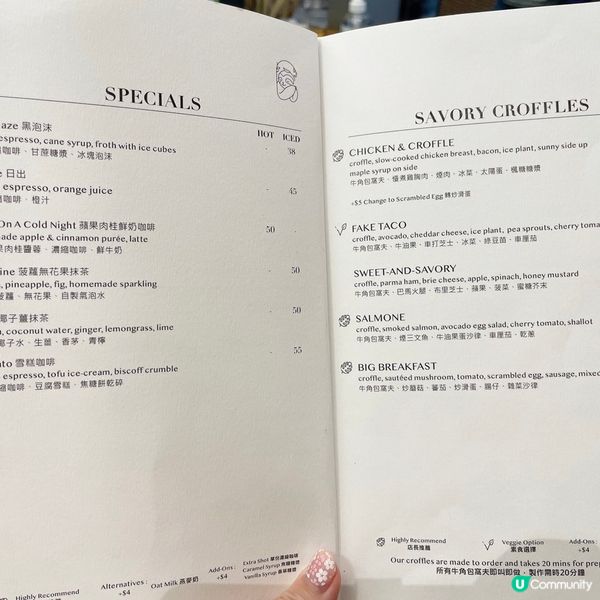 SPECIALS
HOT ICED
aze 黑泡沫
espresso, cane syrup, froth with ice cubes
咖啡、甘蔗糖漿、冰塊泡沫
- 38
日出
espresso, orange juice
咖啡、橙汁
- 45
On A Cold Night 蘋果肉桂鮮奶咖啡
ade apple & cinnamon purée, latte
果肉桂醬蓉、濃縮咖啡、鮮牛奶
50 -
ine 菠蘿無花果抹茶
, pineapple, fig, homemade sparkling
菠蘿、無花果、自製氣泡水
- 50
椰子薑抹茶
, coconut water, ginger, lemongrass, lime
椰子水、生薑、香茅、青檸
- 50
ato 雪糕咖啡
espresso, tofu ice-cream, biscoff crumble
縮咖啡、豆腐雪糕、焦糖餅乾碎
- 55
Alternatives :
+$4
Oat Milk 燕麥奶
Add-Ons :
+$4
Extra Shot 單份濃縮咖啡
Caramel Syrup 焦糖糖漿
Vanilla Syrup 雲呢糖漿
SAVORY CROFFLES
CHICKEN & CROFFLE
croffle, slow-cooked chicken breast, bacon, ice plant, sunny side up
maple syrup on side
牛角包窩夫、慢煮雞胸肉、煙肉、冰菜、太陽蛋、楓糖糖漿
+$5 Change to Scrambled Egg 轉炒滑蛋
FAKE TACO
croffle, avocado, cheddar cheese, ice plant, pea sprouts, cherry toma
牛角包窩夫、牛油果、車打芝士、冰菜、綠豆苗、車厘茄
SWEET-AND-SAVORY
croffle, parma ham, brie cheese, apple, spinach, honey mustard
牛角包窩夫、巴馬火腿、布里芝士、蘋果、菠菜、蜜糖芥末
SALMONE
croffle, smoked salmon, avocado egg salad, cherry tomato, shallot
牛角包窩夫、煙三文魚、牛油果蛋沙律、車厘茄、乾蔥
BIG BREAKFAST
croffle, sautéed mushroom, tomato, scrambled egg, sausage, mixed
牛角包窩夫、炒蘑菇、蕃茄、炒滑蛋、腸仔、雜菜沙律
Highly Recommend
店長推薦
Veggie Option
素食選擇
Add-Ons :
+$4
Our croffles are made to order and takes 20 mins for prep
所有牛角包窩夫即叫即做，製作需時20分鐘
U Community